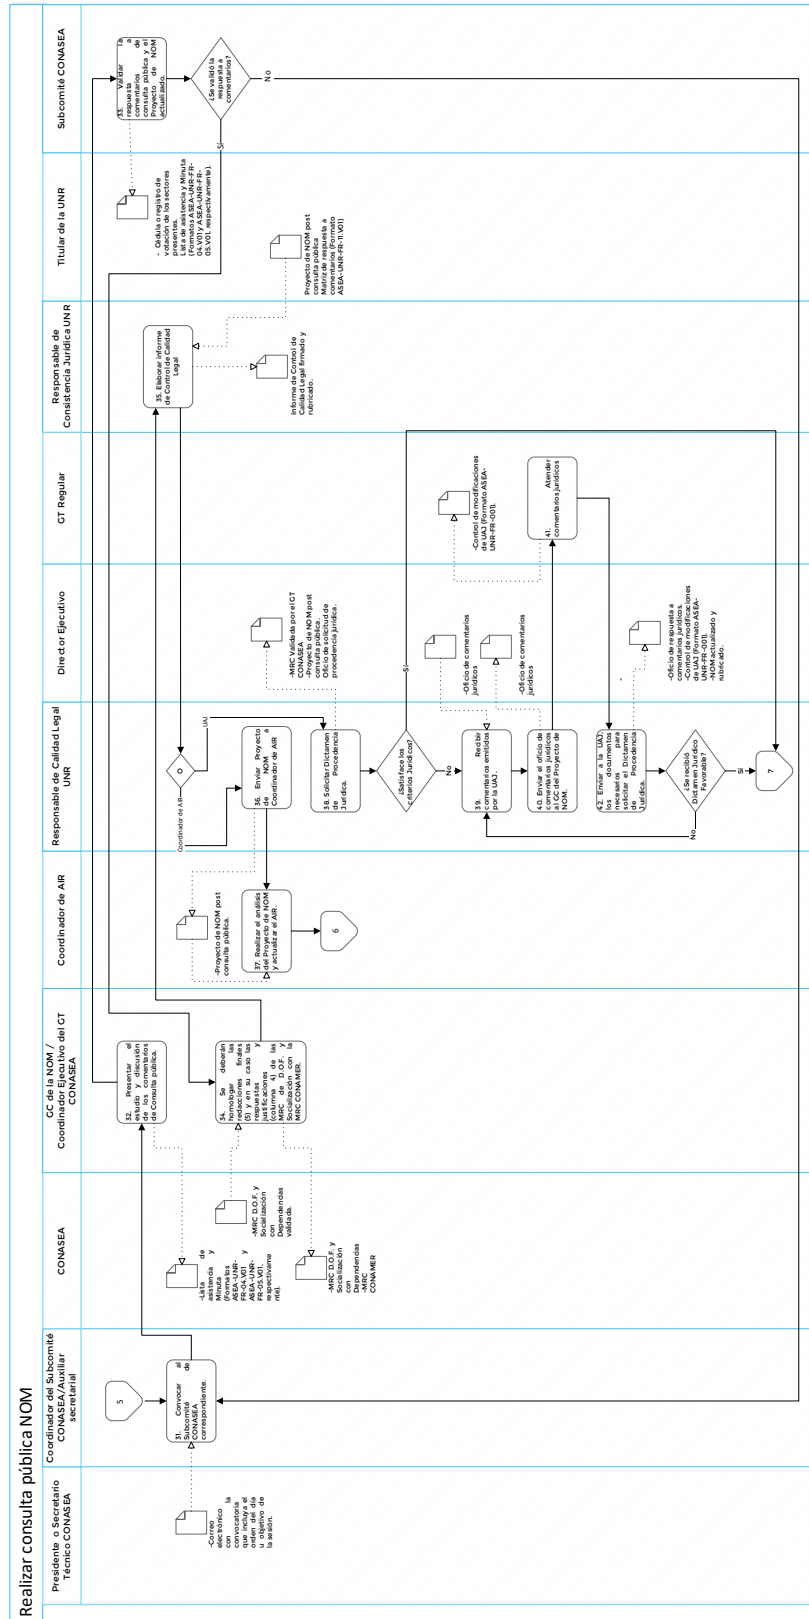 Realizar consulta pública NOM
Presidente o Secretario
Técnico CONASEA
Coordinador del Subcomité
CONASEA/Auxiliar
secretarial
CONASEA
GC de la NOM /
Coordinador Ejecutivo del GT
CONASEA
Coordinador de AIR
Responsable de Calidad Legal
UNR
Director Ejecutivo
GT Regular
Responsable de
Consistencia Jurídica UNR
Titular de la UNR
Subcomité CONASEA
-Correo
electrónico la
con
convocatoria
que incluya el
orden del día
u objetivo de
la sesión.
5
31. Convocar al
Subcomité de
CONASEA
correspondiente.
-Lista de
asistencia y
Minuta
(Formatos
ASEA-UNR-
FR-04.V01 y
ASEA-UNR-
FR-05.V01,
respectivame
nte).
-MRC D.O.F. y
Socialización
con
Dependencias
validada.
-MRC D.O.F. y
Socialización
con
Dependencias
-MRC
CONAMER
32. Presentar el
estudio y discusión
de los comentarios
de Consulta pública.
34. Se deberán
homologar las
redacciones finales
(5) y en su caso las
respuestas y
justificaciones
(columna 4) de las
MRC de D.O.F. y
Socialización con la
MRC CONAMER.
-Proyecto de NOM post
consulta pública.
37. Realizar el análisis
del Proyecto de NOM
y actualizar el AIR.
6
Coordinador de AIR
UAJ
36. Enviar Proyecto
de NOM a
Coordinador de AIR
38. Solicitar Dictamen
de Procedencia
Jurídica.
¿Satisface los
criterios Jurídicos?
Sí
No
39. Recibir
comentarios emitidos
por la UAJ.
40. Enviar el oficio de
comentarios jurídicos
al GC del Proyecto de
NOM.
42. Enviar a la UAJ,
los documentos
necesarios para
solicitar el Dictamen
de Procedencia
Jurídica.
¿Se recibió
Dictamen Jurídico
Favorable?
No
Sí
7
-MRC Validada por el GT
CONASEA
-Proyecto de NOM post
consulta pública.
Oficio de solicitud de
procedencia jurídica.
-Oficio de comentarios
jurídicos
-Oficio de comentarios
jurídicos
-Oficio de respuesta a
comentarios jurídicos.
-Control de modificaciones
de UAJ (Formato ASEA-
UNR-FR-001).
-NOM actualizado y
rubricado.
-Control de modificaciones
de UAJ (Formato ASEA-
UNR-FR-001).
41. Atender
comentarios jurídicos
35. Elaborar informe
de Control de Calidad
Legal
Informe de Control de
Calidad Legal firmado y
rubricado.
- Cédula o registro de
votación de los sectores
presentes.
Lista de asistencia y Minuta
(Formatos ASEA-UNR-FR-
04.V01 y ASEA-UNR-FR-
05.V01, respectivamente).
Proyecto de NOM post
consulta pública
Matriz de respuesta a
comentarios (Formato
ASEA-UNR-FR-11.V01)
33. Validar la
respuesta a
comentarios de
consulta pública y el
Proyecto de NOM
actualizado.
¿Se validó la
respuesta a
comentarios?
Sí
No